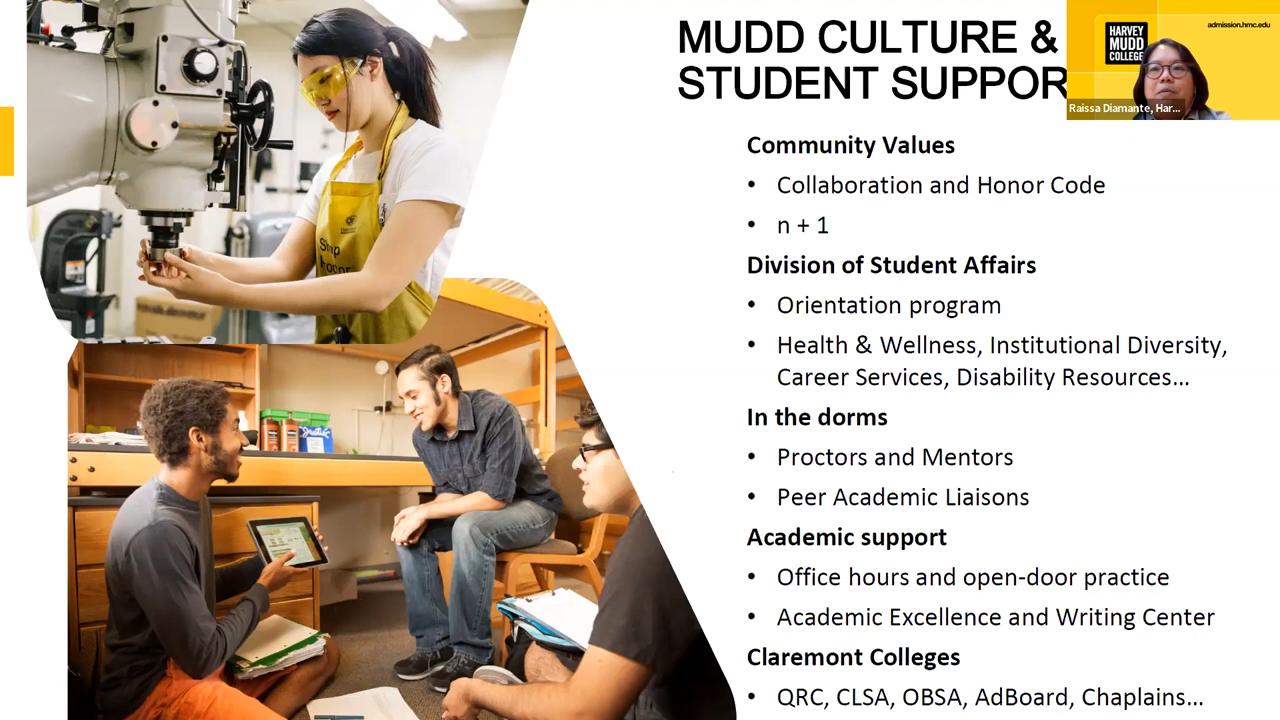 MUDD CULTURE &
STUDENT SUPPOR
HARVEY
MUDD
COLLEGE
admission.hmc.edu
Raissa Diamante, Har...
Community Values
• Collaboration and Honor Code
• n + 1
Division of Student Affairs
• Orientation program
• Health & Wellness, Institutional Diversity,
Career Services, Disability Resources...
In the dorms
• Proctors and Mentors
• Peer Academic Liaisons
Academic support
• Office hours and open-door practice
• Academic Excellence and Writing Center
Claremont Colleges
• QRC, CLSA, OBSA, AdBoard, Chaplains...